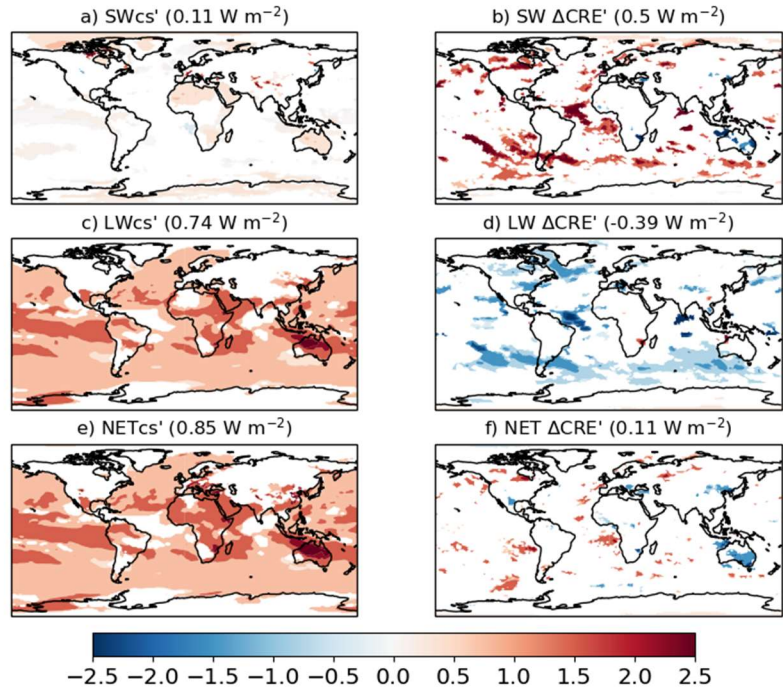 a) SWcs' (0.11 W m⁻²)
b) SW ΔCRE' (0.5 W m⁻²)
c) LWcs' (0.74 W m⁻²)
d) LW ΔCRE' (-0.39 W m⁻²)
e) NETcs' (0.85 W m⁻²)
f) NET ΔCRE' (0.11 W m⁻²)
−2.5 −2.0 −1.5 −1.0 −0.5 0.0 0.5 1.0 1.5 2.0 2.5